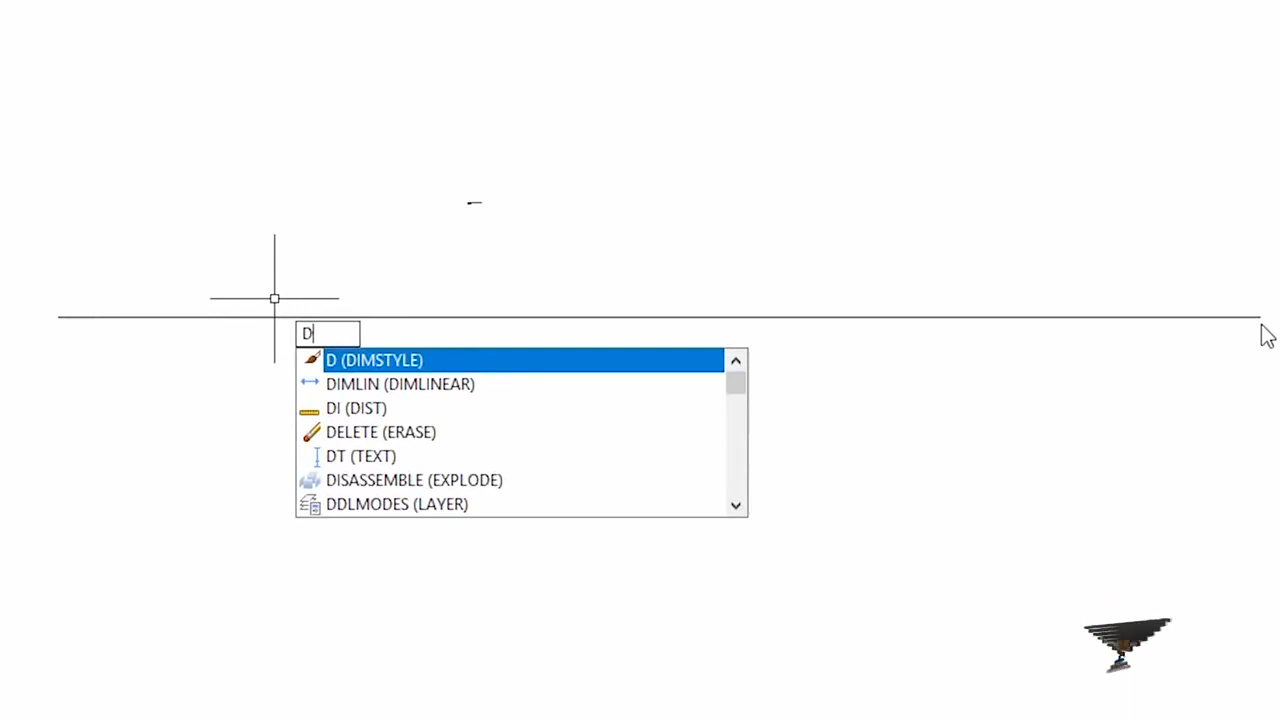 D
D (DIMSTYLE)
DIMLIN (DIMLINEAR)
DI (DIST)
DELETE (ERASE)
DT (TEXT)
DISASSEMBLE (EXPLODE)
DDLMODES (LAYER)